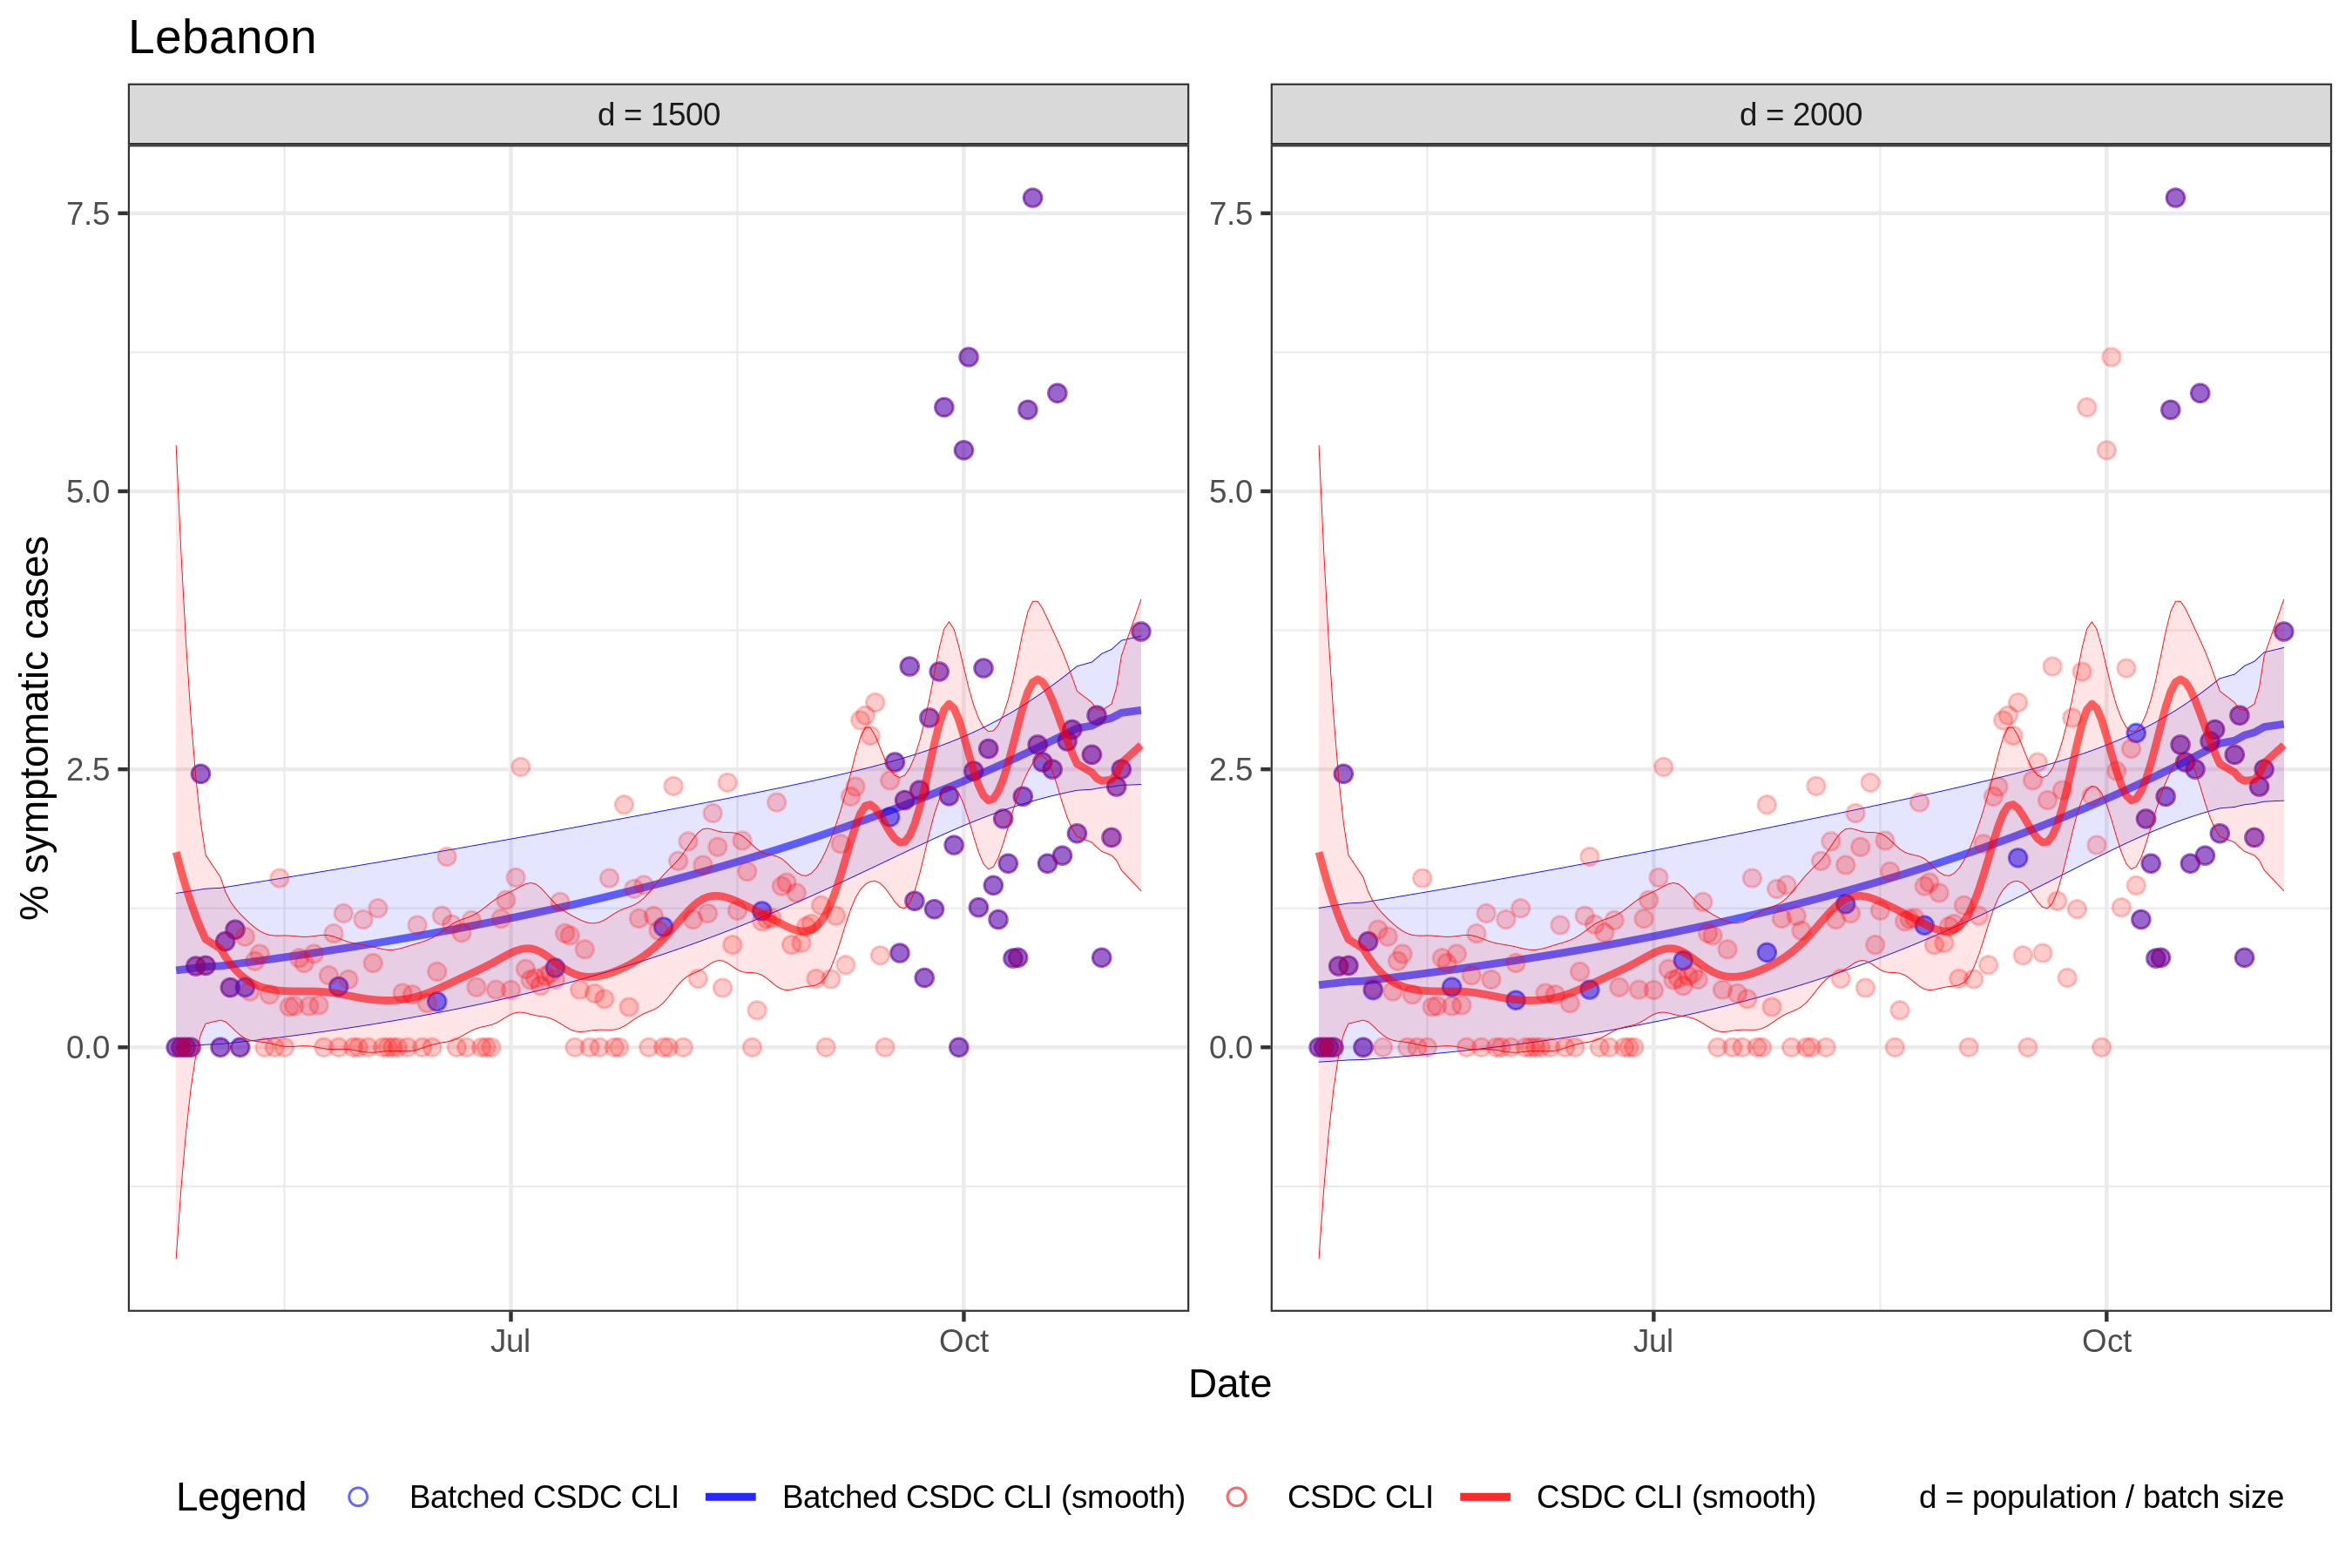 Lebanon
d = 1500
d = 2000
% symptomatic cases
7.5
5.0
2.5
0.0
7.5
5.0
2.5
0.0
Jul
Oct
Jul
Oct
Date
Legend
Batched CSDC CLI
Batched CSDC CLI (smooth)
CSDC CLI
CSDC CLI (smooth)
d = population / batch size